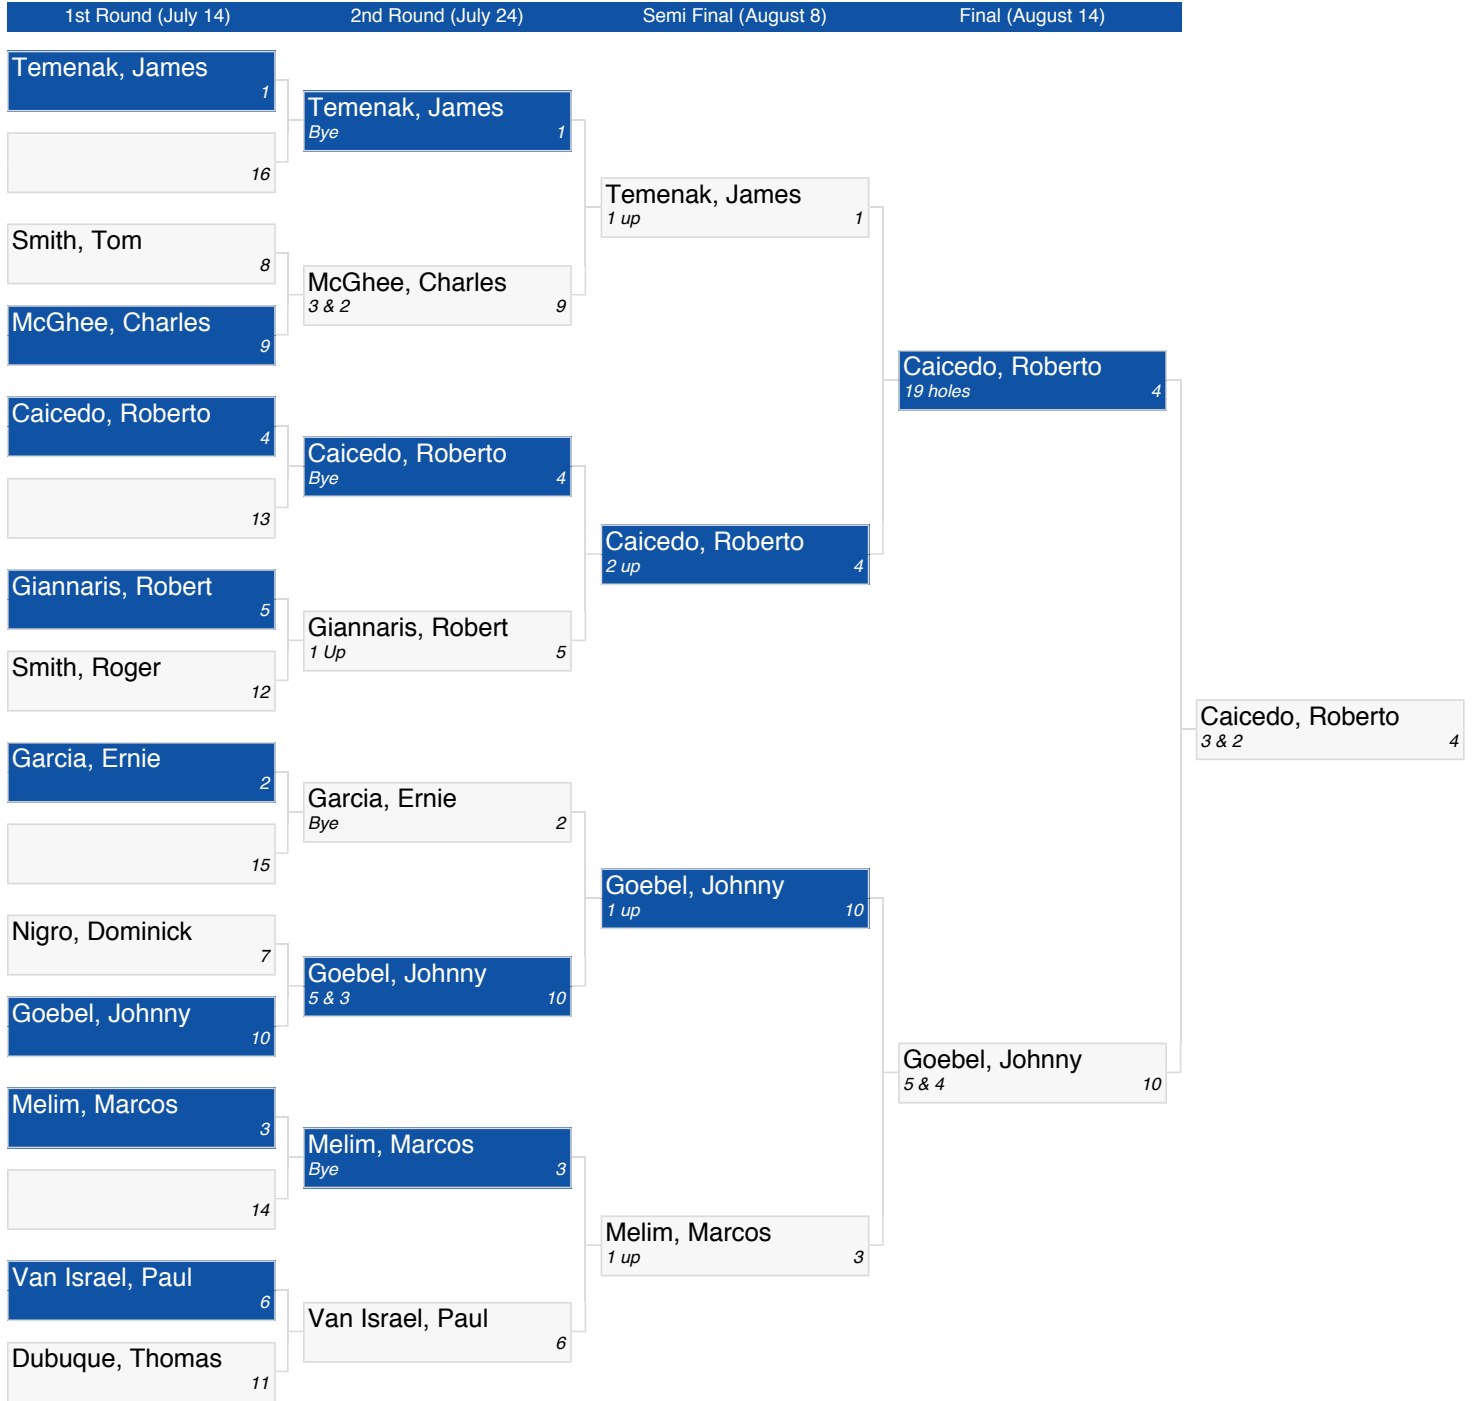 1st Round (July 14)
2nd Round (July 24)
Semi Final (August 8)
Final (August 14)
Temenak, James
1
16
Smith, Tom
8
McGhee, Charles
9
Caicedo, Roberto
4
13
Giannaris, Robert
5
Smith, Roger
12
Garcia, Ernie
2
15
Nigro, Dominick
7
Goebel, Johnny
10
Melim, Marcos
3
14
Van Israel, Paul
6
Dubuque, Thomas
11
Temenak, James
Bye 1
McGhee, Charles
3 & 2 9
Caicedo, Roberto
Bye 4
Giannaris, Robert
1 Up 5
Garcia, Ernie
Bye 2
Goebel, Johnny
5 & 3 10
Melim, Marcos
Bye 3
Van Israel, Paul
6
Temenak, James
1 up 1
Caicedo, Roberto
2 up 4
Goebel, Johnny
1 up 10
Melim, Marcos
1 up 3
Caicedo, Roberto
19 holes 4
Goebel, Johnny
5 & 4 10
Caicedo, Roberto
3 & 2 4